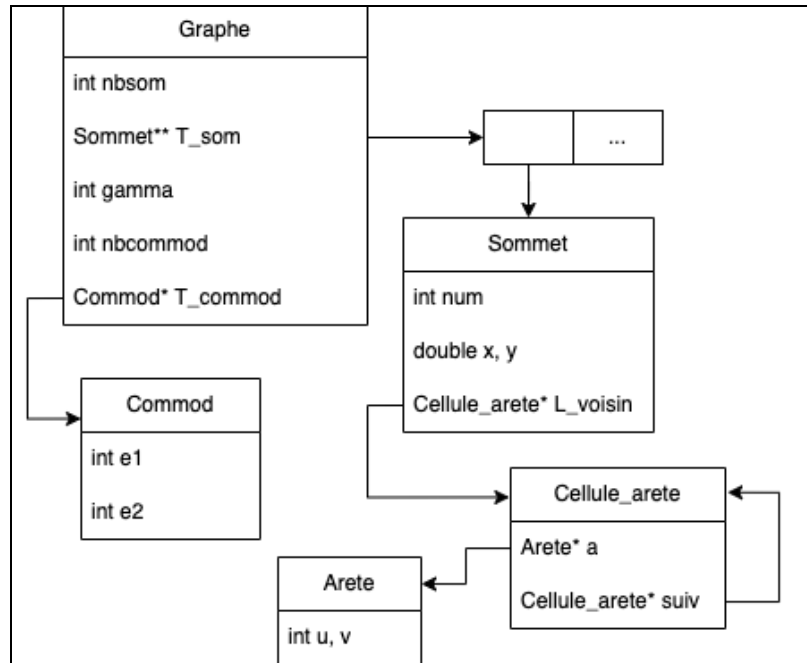 Graphe
int nbsom
Sommet** T_som
int gamma
int nbcommod
Commod* T_commod
...
Sommet
int num
double x, y
Cellule_arete* L_voisin
Commod
int e1
int e2
Cellule_arete
Arete* a
Cellule_arete* suiv
Arete
int u, v